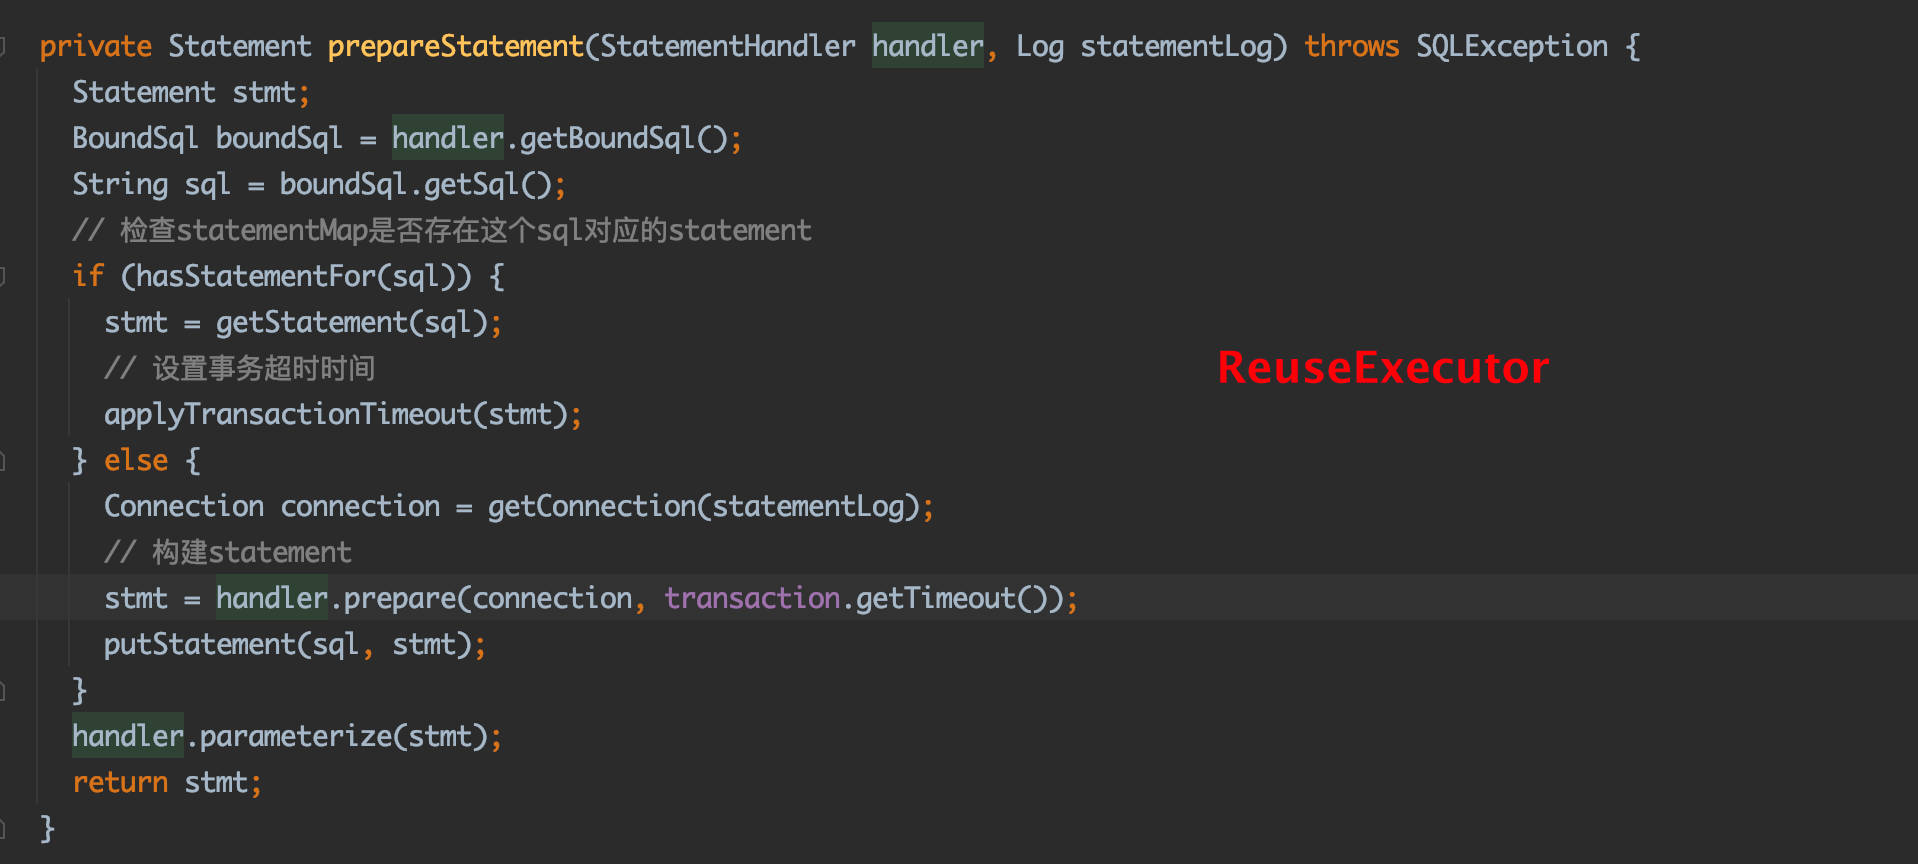 private Statement prepareStatement(StatementHandler handler, Log statementLog) throws SQLException {
Statement stmt;
BoundSql boundSql = handler.getBoundSql();
String sql = boundSql.getSql();
// 检查statementMap是否存在这个sql对应的statement
if (hasStatementFor(sql)) {
stmt = getStatement(sql);
// 设置事务超时时间
ReuseExecutor
applyTransactionTimeout(stmt);
} else {
Connection connection = getConnection(statementLog);
// 构建statement
stmt = handler.prepare(connection, transaction.getTimeout());
putStatement(sql, stmt);
}
handler.parameterize(stmt);
return stmt;
}